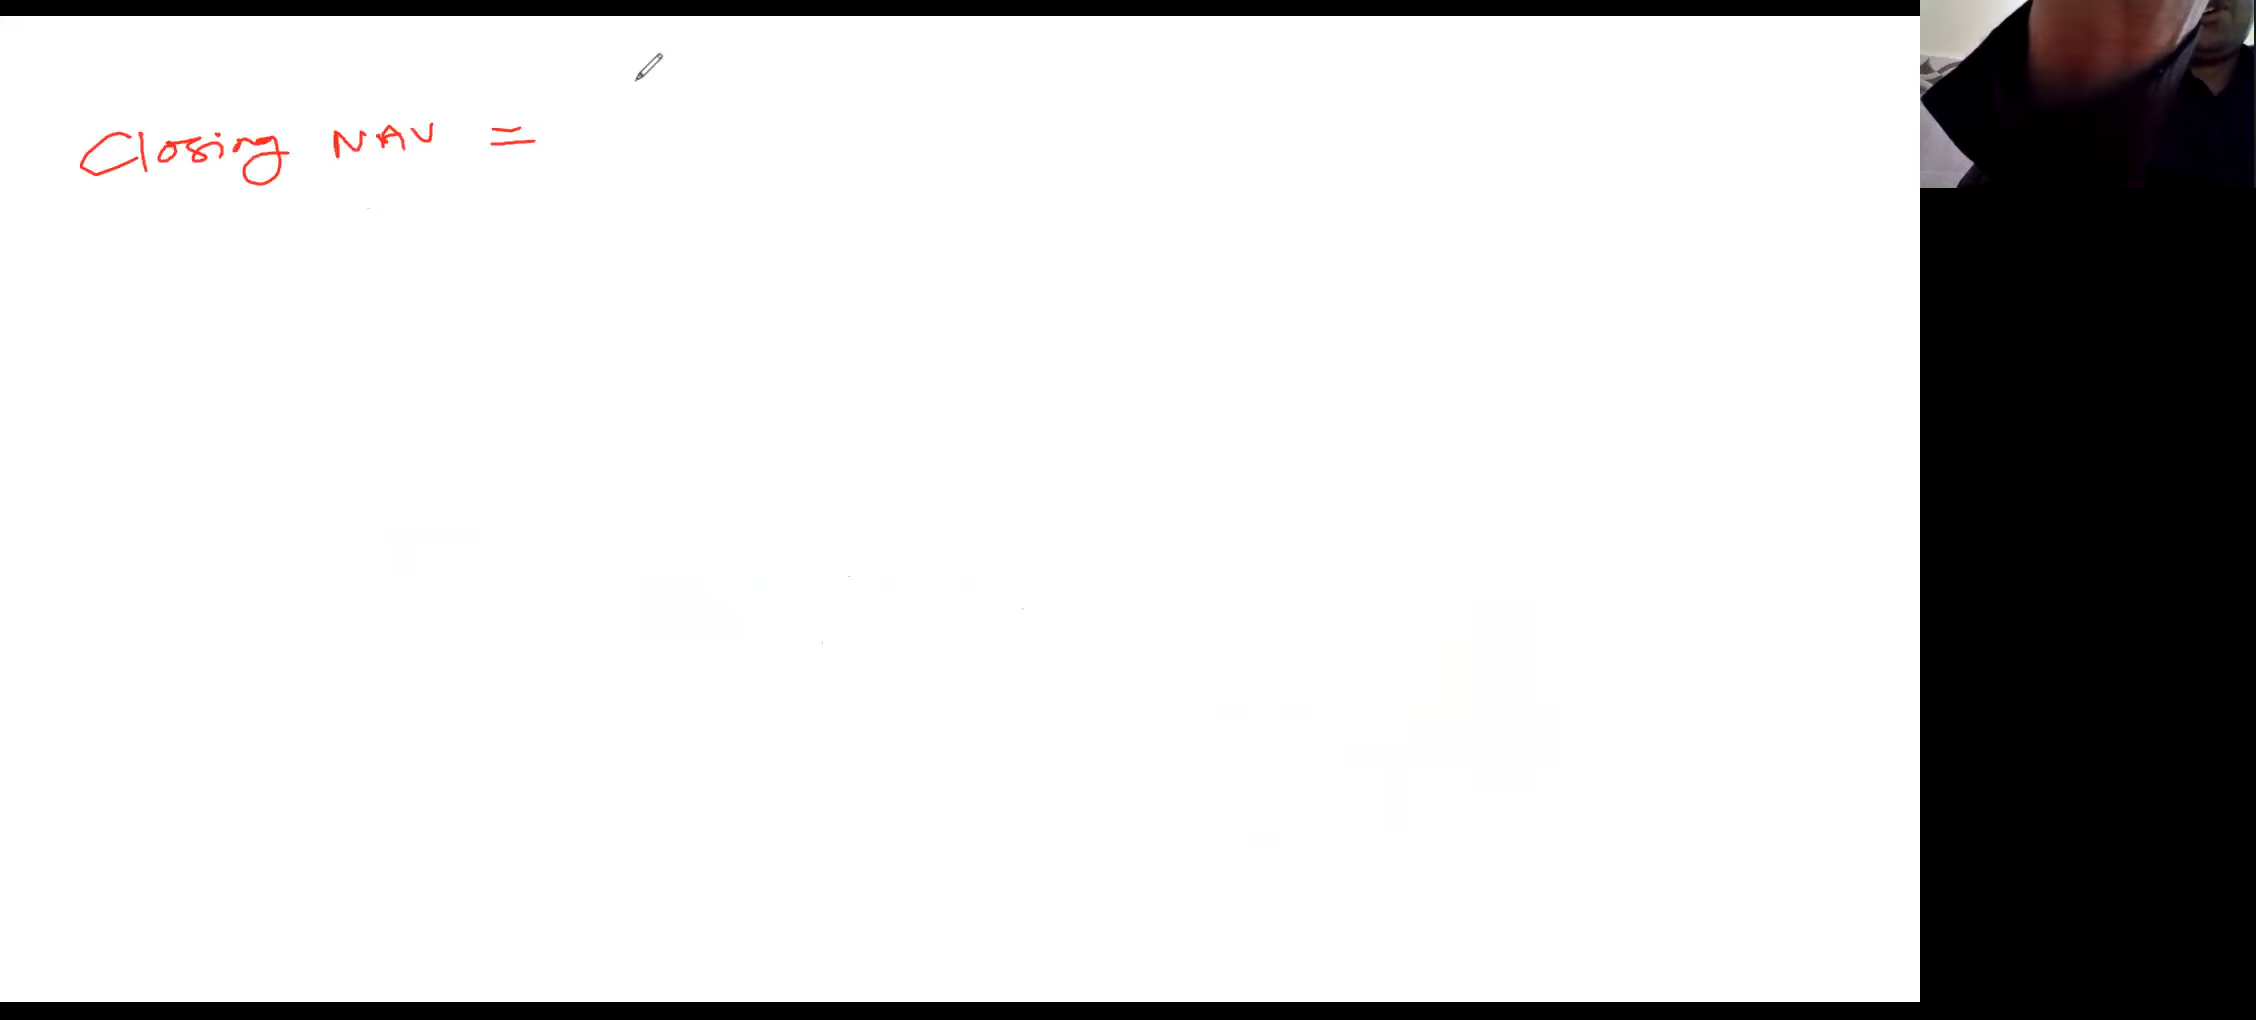 Closing NAV =